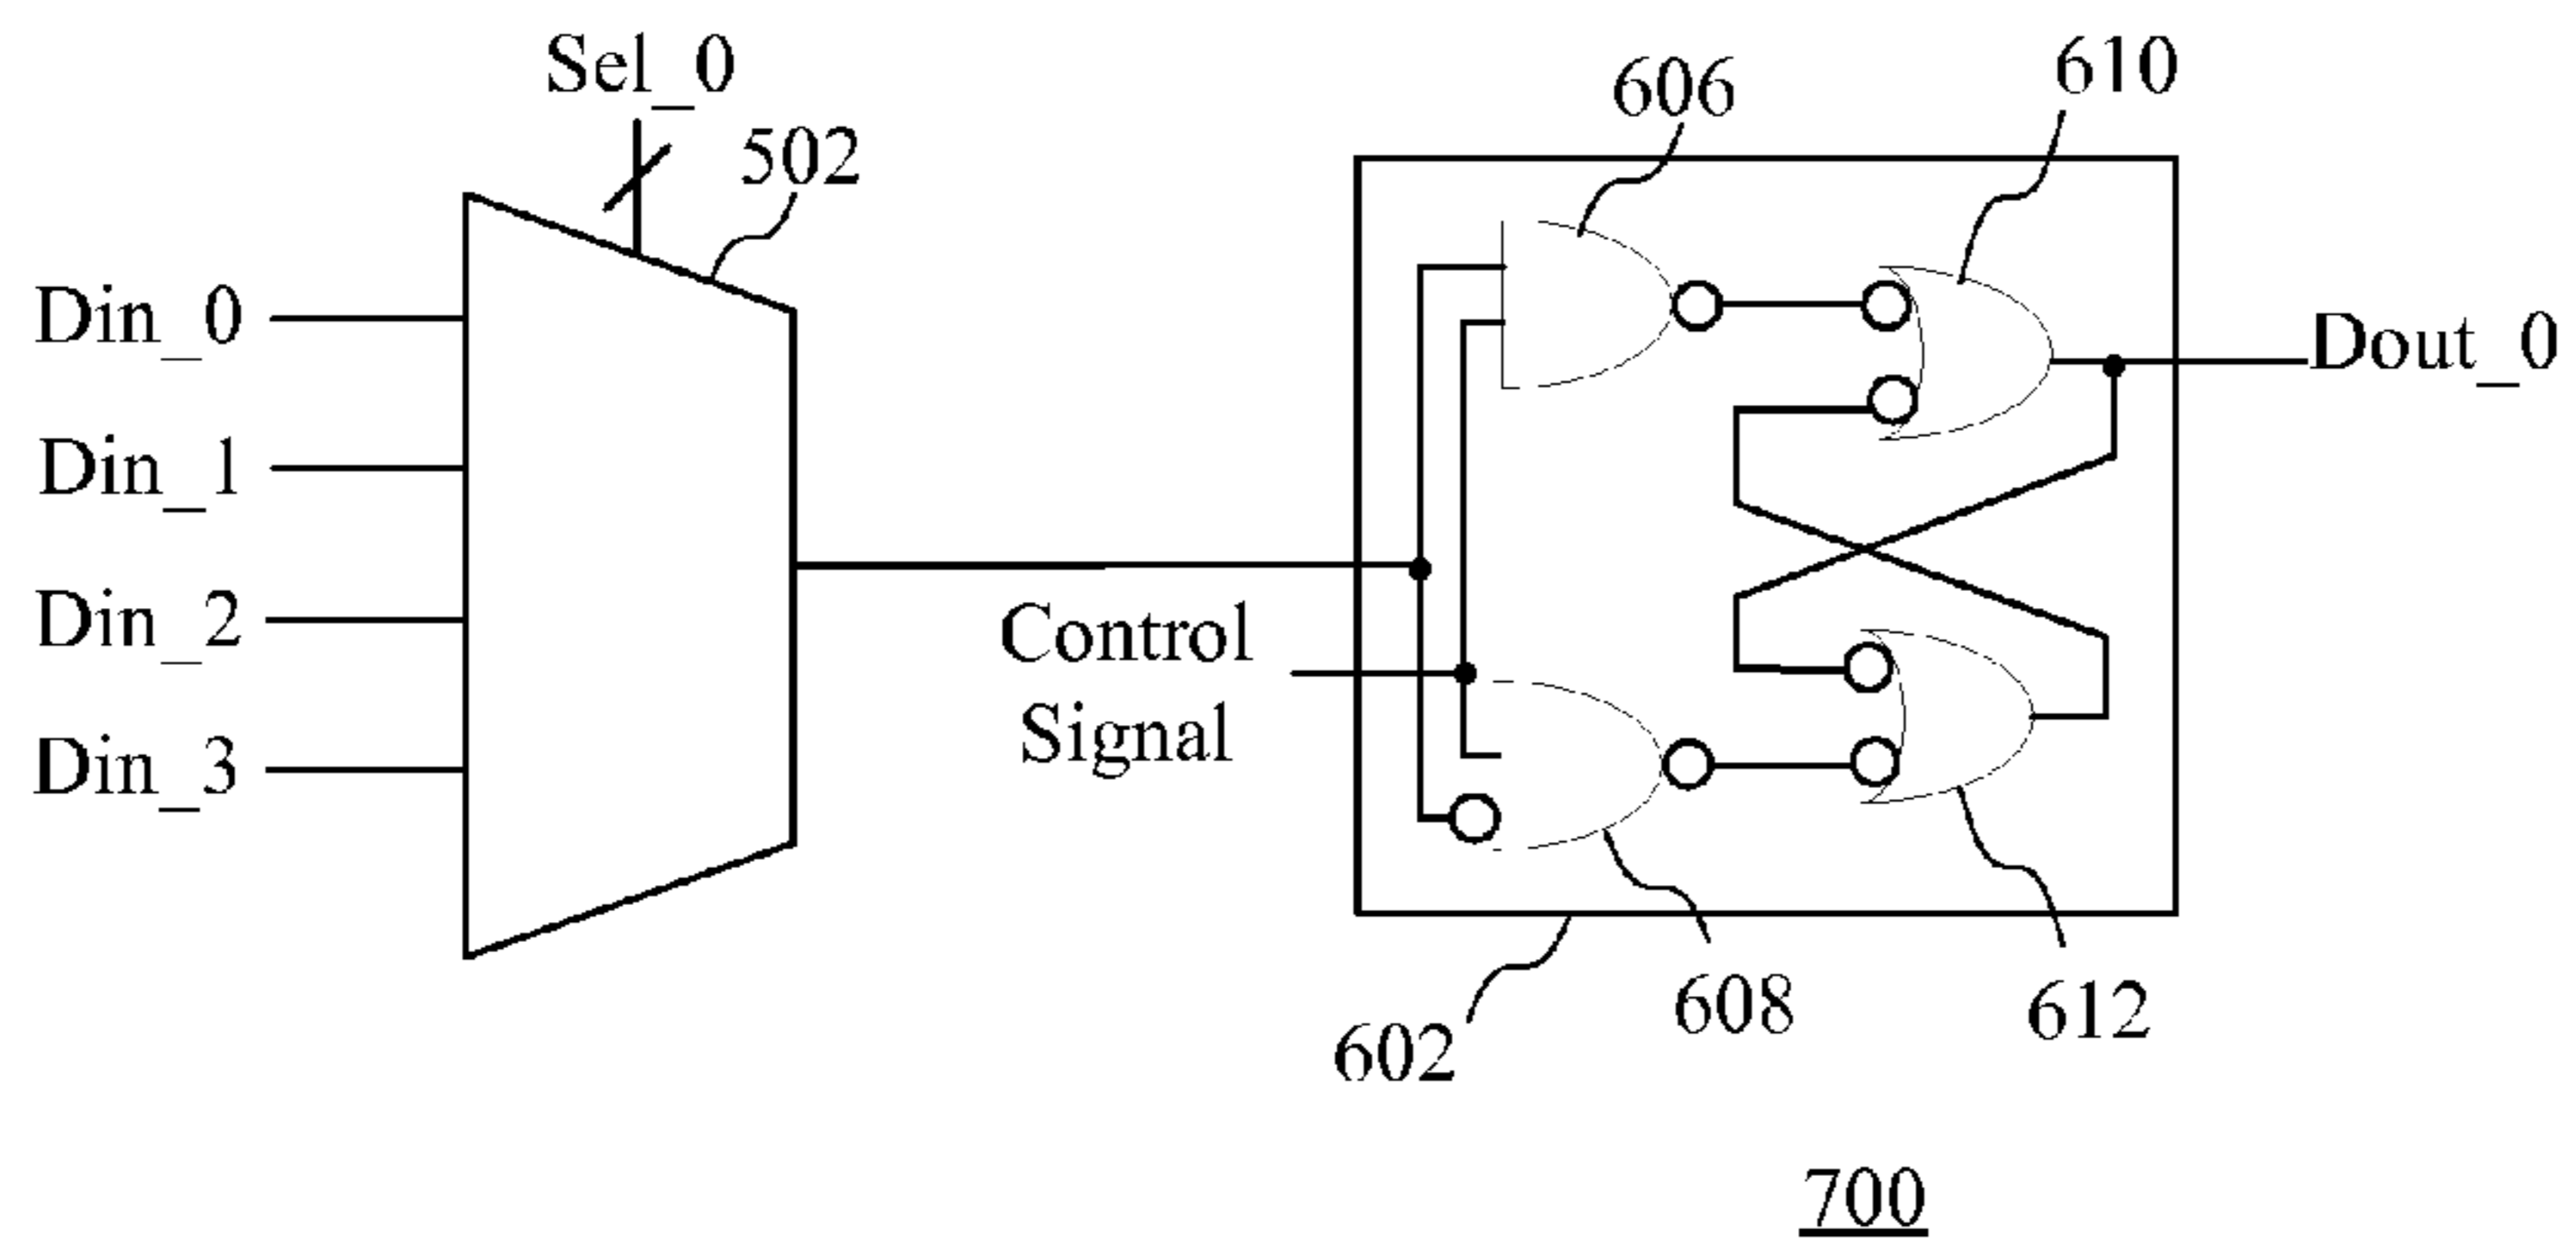 Sel_0
502
606
610
Din_0
Din_1
Din_2
Din_3
Control
Signal
Dout_0
602
608
612
700